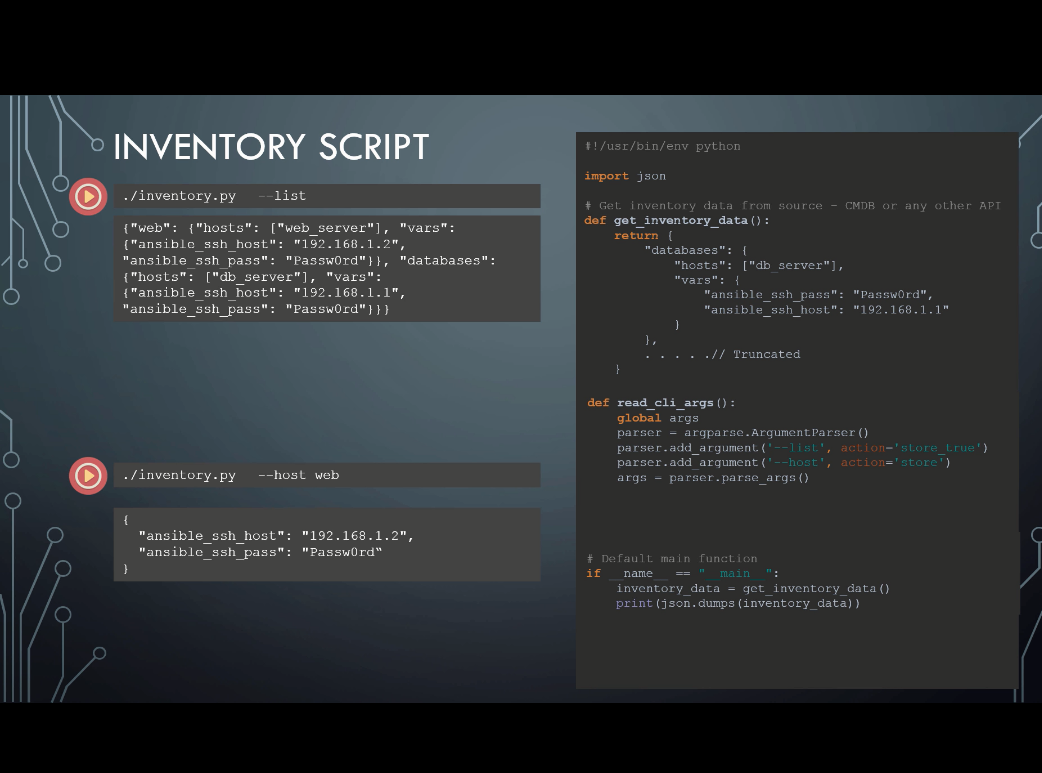 INVENTORY SCRIPT
./inventory.py --list
{"web": {"hosts": ["web_server"], "vars":
{"ansible_ssh_host": "192.168.1.2",
"ansible_ssh_pass": "Passw0rd"}}, "databases":
{"hosts": ["db_server"], "vars":
{"ansible_ssh_host": "192.168.1.1",
"ansible_ssh_pass": "Passw0rd"}}}
./inventory.py --host web
{
"ansible_ssh_host": "192.168.1.2",
"ansible_ssh_pass": "Passw0rd“
}
#!/usr/bin/env python
import json
# Get inventory data from source – CMDB or any other API
def get_inventory_data():
return {
"databases": {
"hosts": ["db_server"],
"vars": {
"ansible_ssh_pass": "Passw0rd",
"ansible_ssh_host": "192.168.1.1"
}
},
. . . . .// Truncated
}
def read_cli_args():
global args
parser = argparse.ArgumentParser()
parser.add_argument('--list', action='store_true')
parser.add_argument('--host', action='store')
args = parser.parse_args()
# Default main function
if __name__ == "__main__":
inventory_data = get_inventory_data()
print(json.dumps(inventory_data))